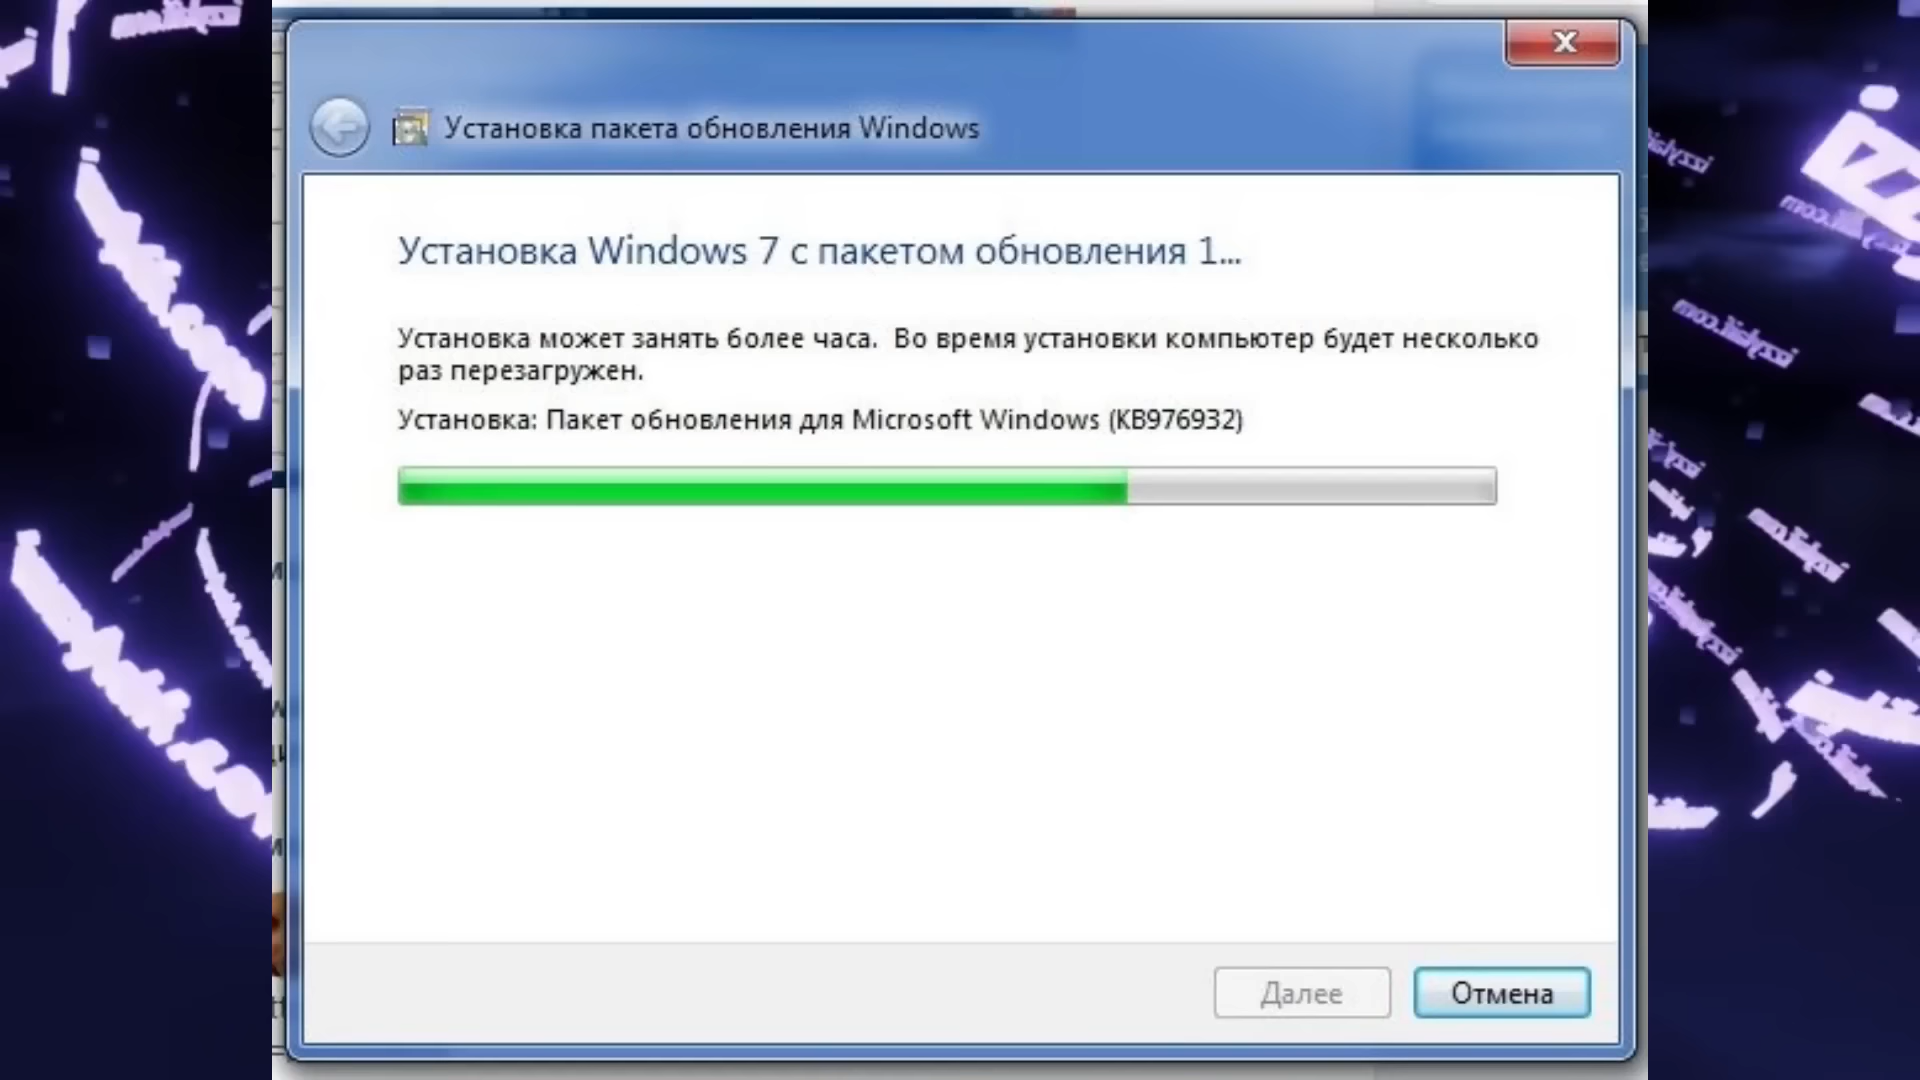 Установка пакета обновления Windows
Установка Windows 7 с пакетом обновления 1...
Установка может занять более часа.  Во время установки компьютер будет несколько
раз перезагружен.
Установка: Пакет обновления для Microsoft Windows (KB976932)
Далее
Отмена